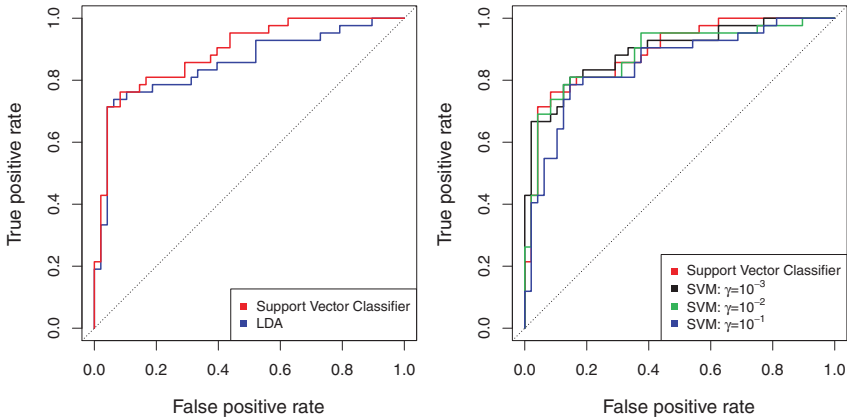 True positive rate
1.0
0.8
0.6
0.4
0.2
0.0
Support Vector Classifier
LDA
0.0 0.2 0.4 0.6 0.8 1.0
False positive rate
True positive rate
1.0
0.8
0.6
0.4
0.2
0.0
Support Vector Classifier
SVM: γ=10⁻³
SVM: γ=10⁻²
SVM: γ=10⁻¹
0.0 0.2 0.4 0.6 0.8 1.0
False positive rate